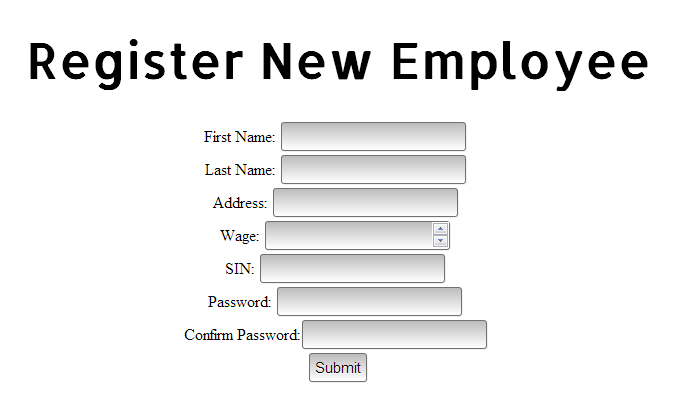 Register New Employee
First Name:
Last Name:
Address:
Wage:
SIN:
Password:
Confirm Password:
Submit